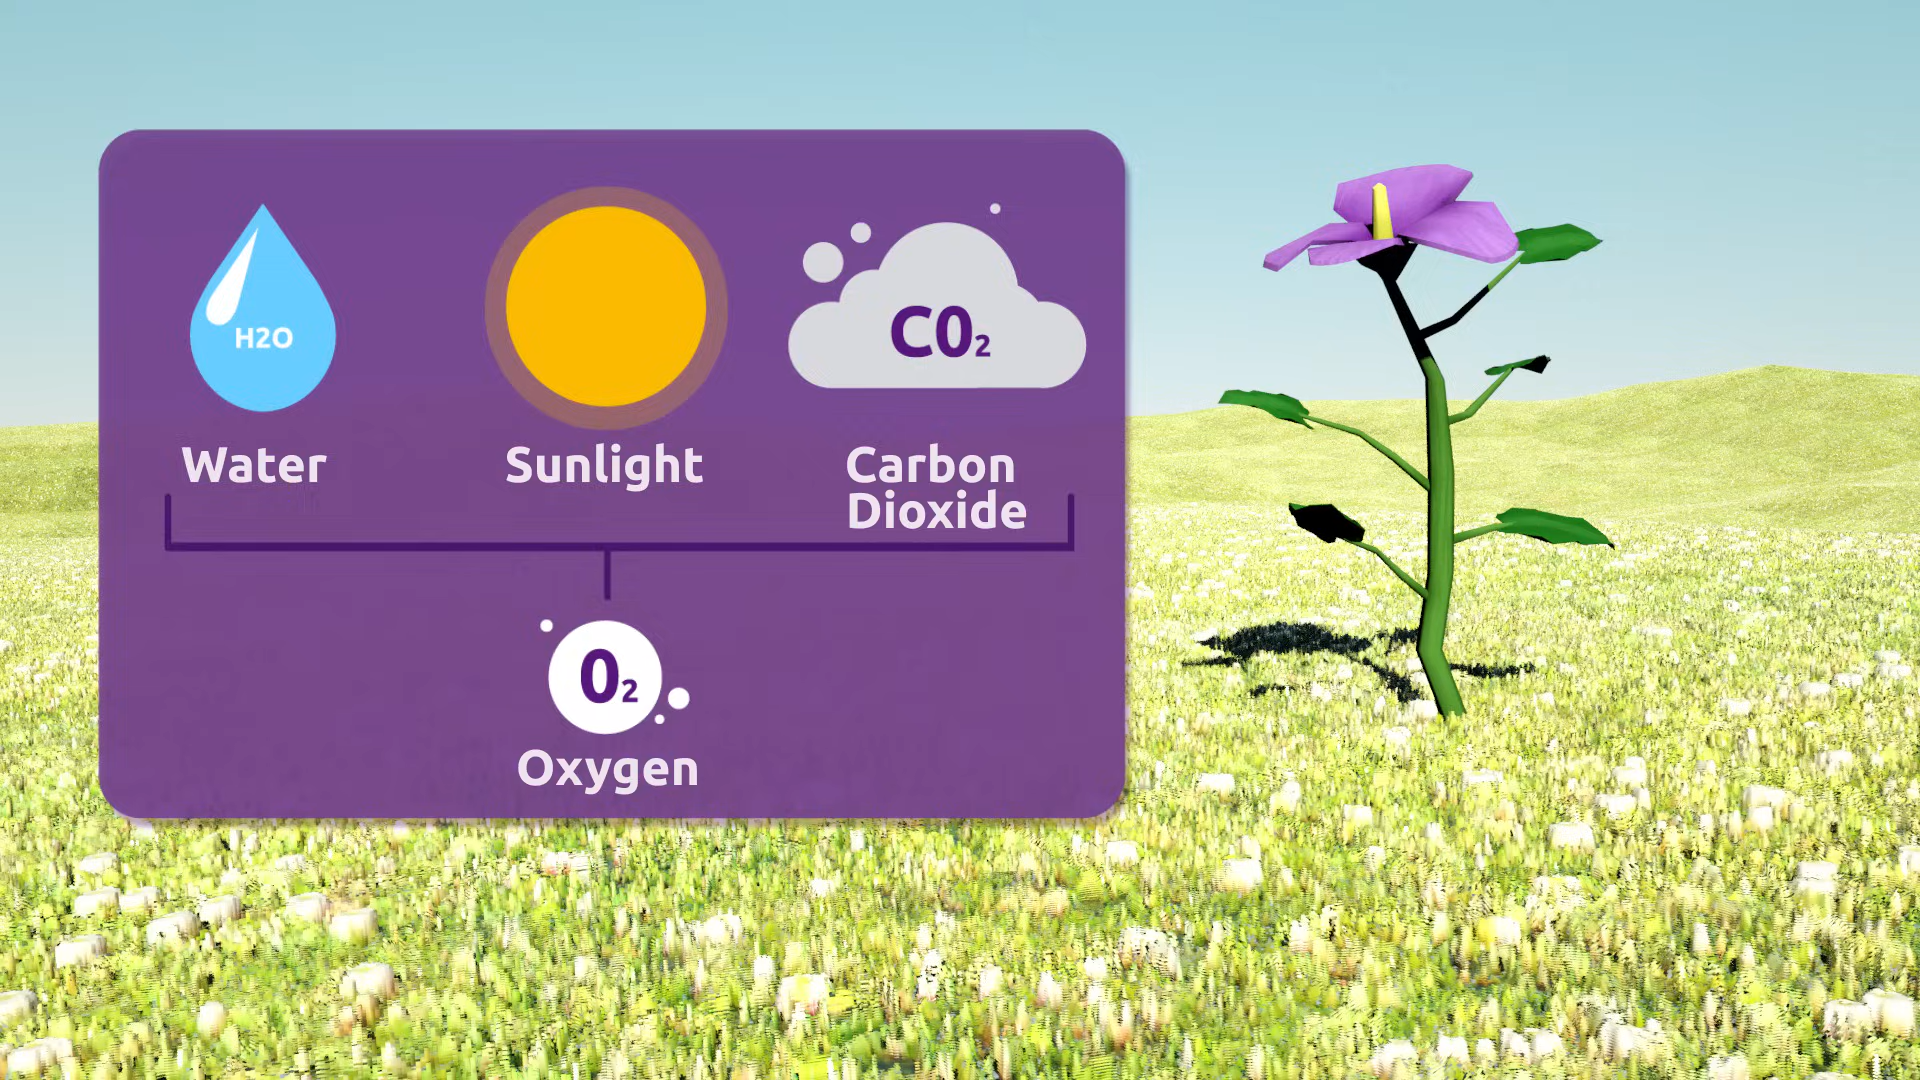 H2O
CO₂
Water
Sunlight
Carbon
Dioxide
O₂
Oxygen